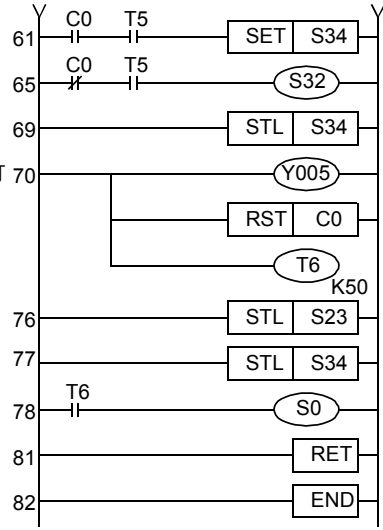 C0 T5
61 SET S34
C0 T5
65 S32
69 STL S34
T 70 Y005
RST C0
T6
K50
76 STL S23
77 STL S34
T6
78 S0
81 RET
82 END